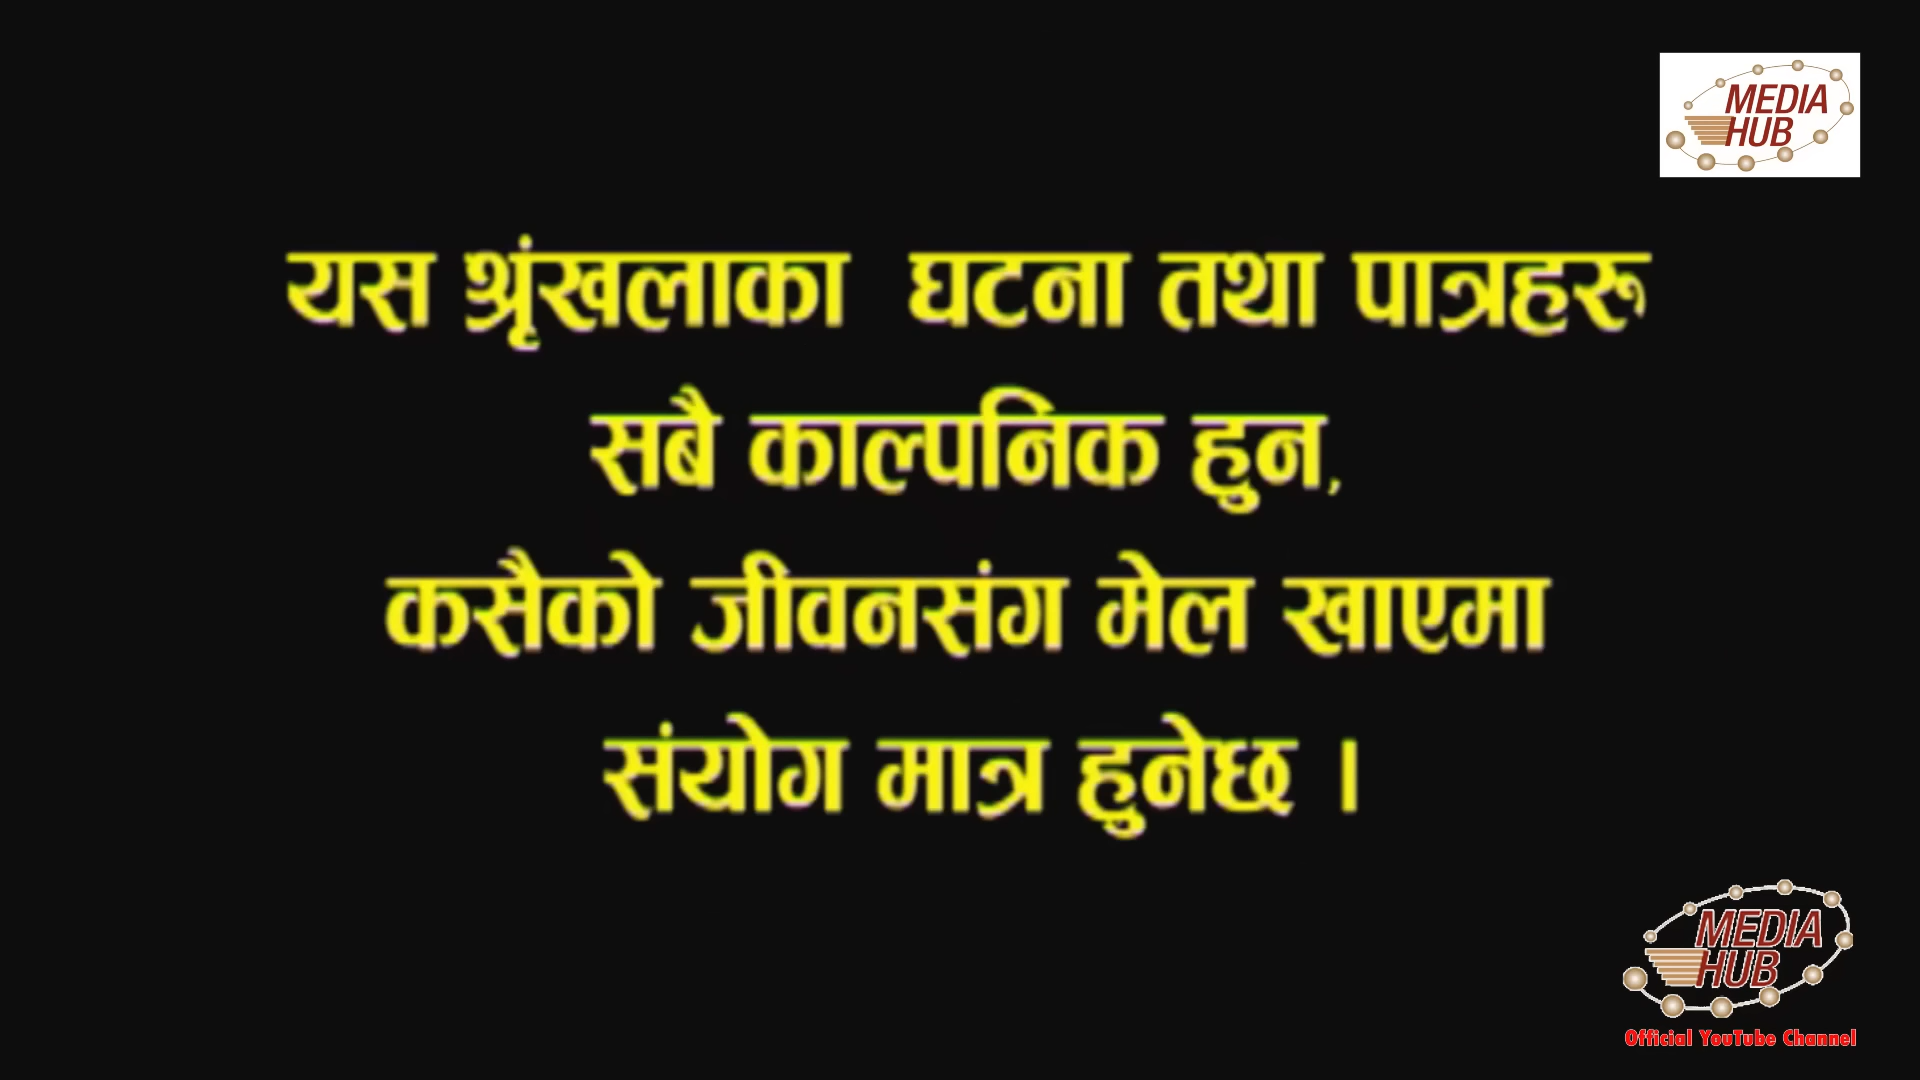 MEDIA
HUB
यस श्रृंखलाका घटना तथा पात्रहरु
सबै काल्पनिक हुन,
कसैको जीवनसंग मेल खाएमा
संयोग मात्र हुनेछ ।
MEDIA
HUB
Official YouTube Channel